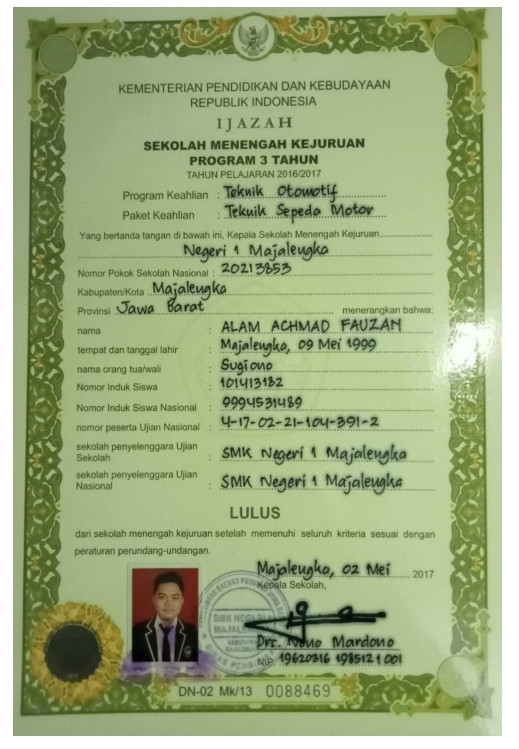 KEMENTERIAN PENDIDIKAN DAN KEBUDAYAAN
REPUBLIK INDONESIA
IJAZAH
SEKOLAH MENENGAH KEJURUAN
PROGRAM 3 TAHUN
TAHUN PELAJARAN 2016/2017
Program Keahlian : Teknik Otomotif
Paket Keahlian : Teknik Sepeda Motor
Yang bertanda tangan di bawah ini, Kepala Sekolah Menengah Kejuruan
Negeri 1 Majalengka
Nomor Pokok Sekolah Nasional : 20213853
Kabupaten/Kota Majalengka
Provinsi Jawa Barat menerangkan bahwa:
nama : ALAM ACHMAD FAUZAN
tempat dan tanggal lahir : Majalengka, 09 Mei 1999
nama orang tua/wali : Sugiono
Nomor Induk Siswa : 101413182
Nomor Induk Siswa Nasional : 9994531489
nomor peserta Ujian Nasional : 4-17-02-21-104-391-2
sekolah penyelenggara Ujian
Sekolah : SMK Negeri 1 Majalengka
sekolah penyelenggara Ujian
Nasional : SMK Negeri 1 Majalengka
LULUS
dari sekolah menengah kejuruan setelah memenuhi seluruh kriteria sesuai dengan
peraturan perundang-undangan.
Majalengka, 02 Mei 2017
Kepala Sekolah,
SMK NEGERI 1
Drc. Nono Mardono
NIP 19620316 198512 1 001
DN-02 Mk/13 0088469